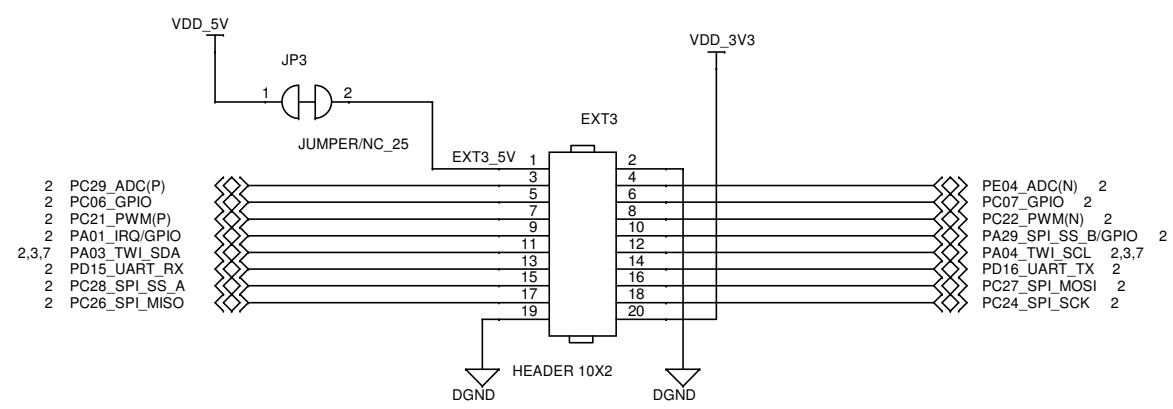 VDD_5V
VDD_3V3
JP3
1 2
EXT3
JUMPER/NC_25
EXT3_5V 1 2
3 4
2 PC29_ADC(P) 5 6 PE04_ADC(N) 2
2 PC06_GPIO 7 8 PC07_GPIO 2
2 PC21_PWM(P) 9 10 PC22_PWM(N) 2
2 PA01_IRQ/GPIO 11 12 PA29_SPI_SS_B/GPIO 2
2,3,7 PA03_TWI_SDA 13 14 PA04_TWI_SCL 2,3,7
2 PD15_UART_RX 15 16 PD16_UART_TX 2
2 PC28_SPI_SS_A 17 18 PC27_SPI_MOSI 2
2 PC26_SPI_MISO 19 20 PC24_SPI_SCK 2
HEADER 10X2
DGND DGND